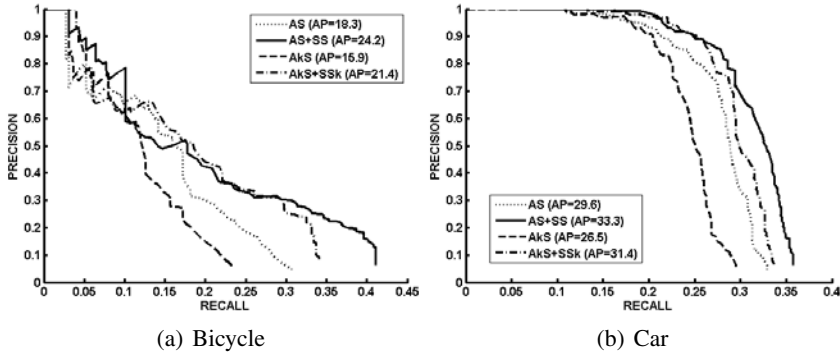 1
0.9
0.8
0.7
0.6
0.5
0.4
0.3
0.2
0.1
0
PRECISION
0.05 0.1 0.15 0.2 0.25 0.3 0.35 0.4 0.45
RECALL
AS (AP=18.3)
AS+SS (AP=24.2)
AkS (AP=15.9)
AkS+SSk (AP=21.4)
(a) Bicycle
1
0.9
0.8
0.7
0.6
0.5
0.4
0.3
0.2
0.1
0
PRECISION
0.05 0.1 0.15 0.2 0.25 0.3 0.35 0.4
RECALL
AS (AP=29.6)
AS+SS (AP=33.3)
AkS (AP=26.5)
AkS+SSk (AP=31.4)
(b) Car